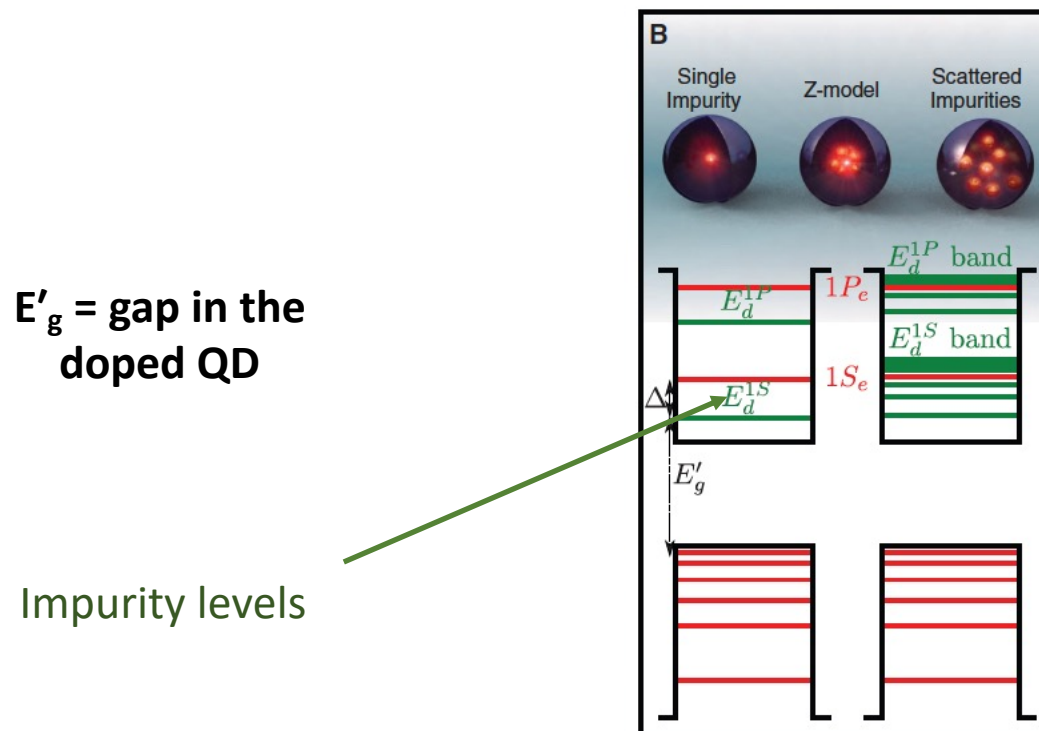 B
Single
Impurity
Z-model
Scattered
Impurities
E′g = gap in the
doped QD
Impurity levels
E_d^{1P}
1P_e
E_d^{1S}
1S_e
Δ
E′_g
E_d^{1P} band
E_d^{1S} band